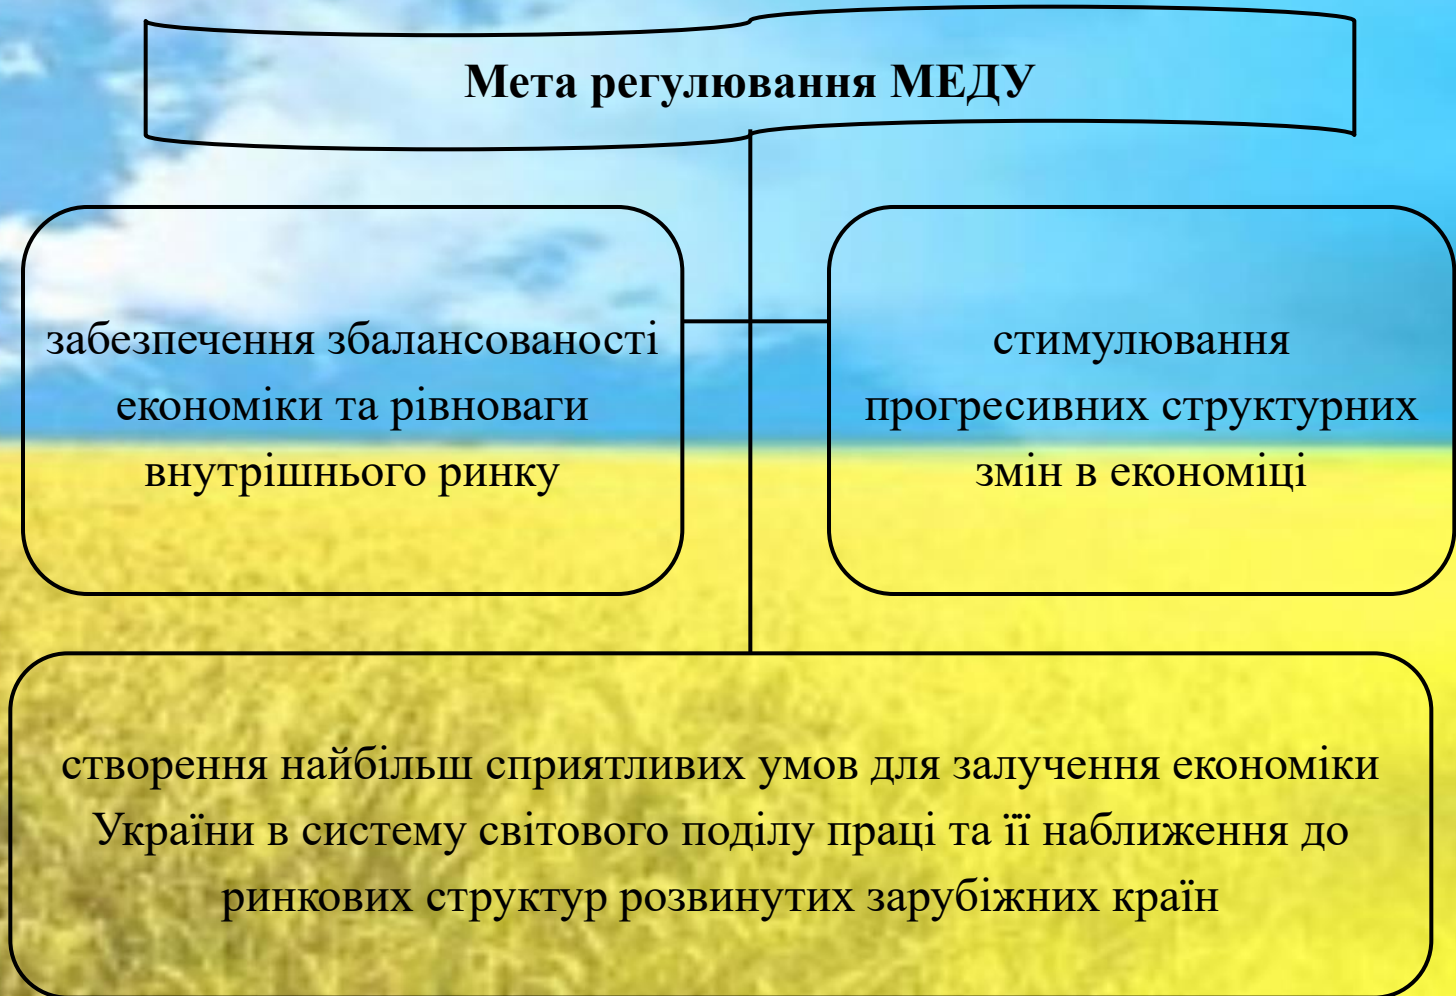 Мета регулювання МЕДУ
забезпечення збалансованості
економіки та рівноваги
внутрішнього ринку
стимулювання
прогресивних структурних
змін в економіці
створення найбільш сприятливих умов для залучення економіки
України в систему світового поділу праці та її наближення до
ринкових структур розвинутих зарубіжних країн